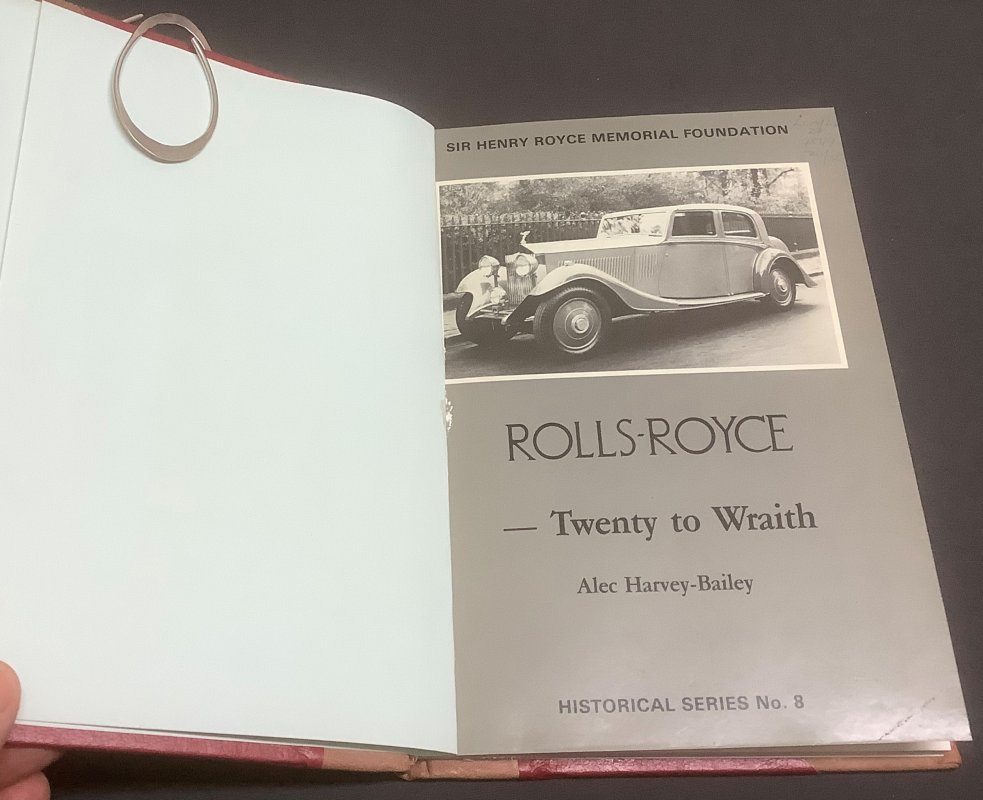 SIR HENRY ROYCE MEMORIAL FOUNDATION
ROLLS-ROYCE
— Twenty to Wraith
Alec Harvey-Bailey
HISTORICAL SERIES No. 8